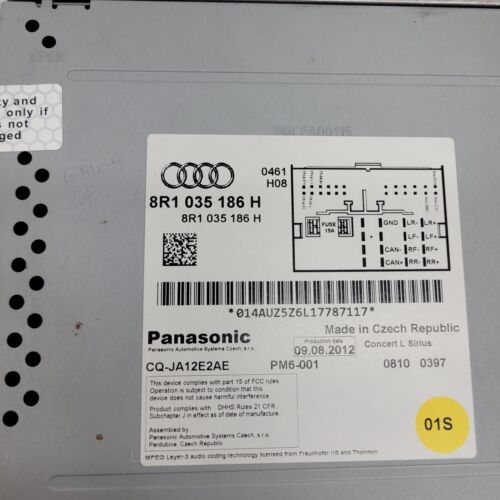 ty and
only if
s not
ged
0461
H08
8R1 035 186 H
8R1 035 186 H
FUSE
15A
GND LR- LR+
LF- LF+
CAN- RF- RF+
CAN+ RR- RR+
*014AUZ5Z6L17787117*
Made in Czech Republic
Panasonic
Panasonic Automotive Systems Czech, s.r.o.
Production date
09.08.2012
Concert L Sirius
CQ-JA12E2AE
PM6-001
0810 0397
This device complies with part 15 of FCC rules.
Operation is subject to condition that this
device does not cause harmful interference.
Product complies with DHHS Rules 21 CFR.
Subchapter J in effect as of date of manufacture.
Assembled by
Panasonic Automotive Systems Czech, s.r.o.
Pardubice, Czech Republic
01S
MPEG Layer-3 audio coding technology licensed from Fraunhofer IIS and Thomson